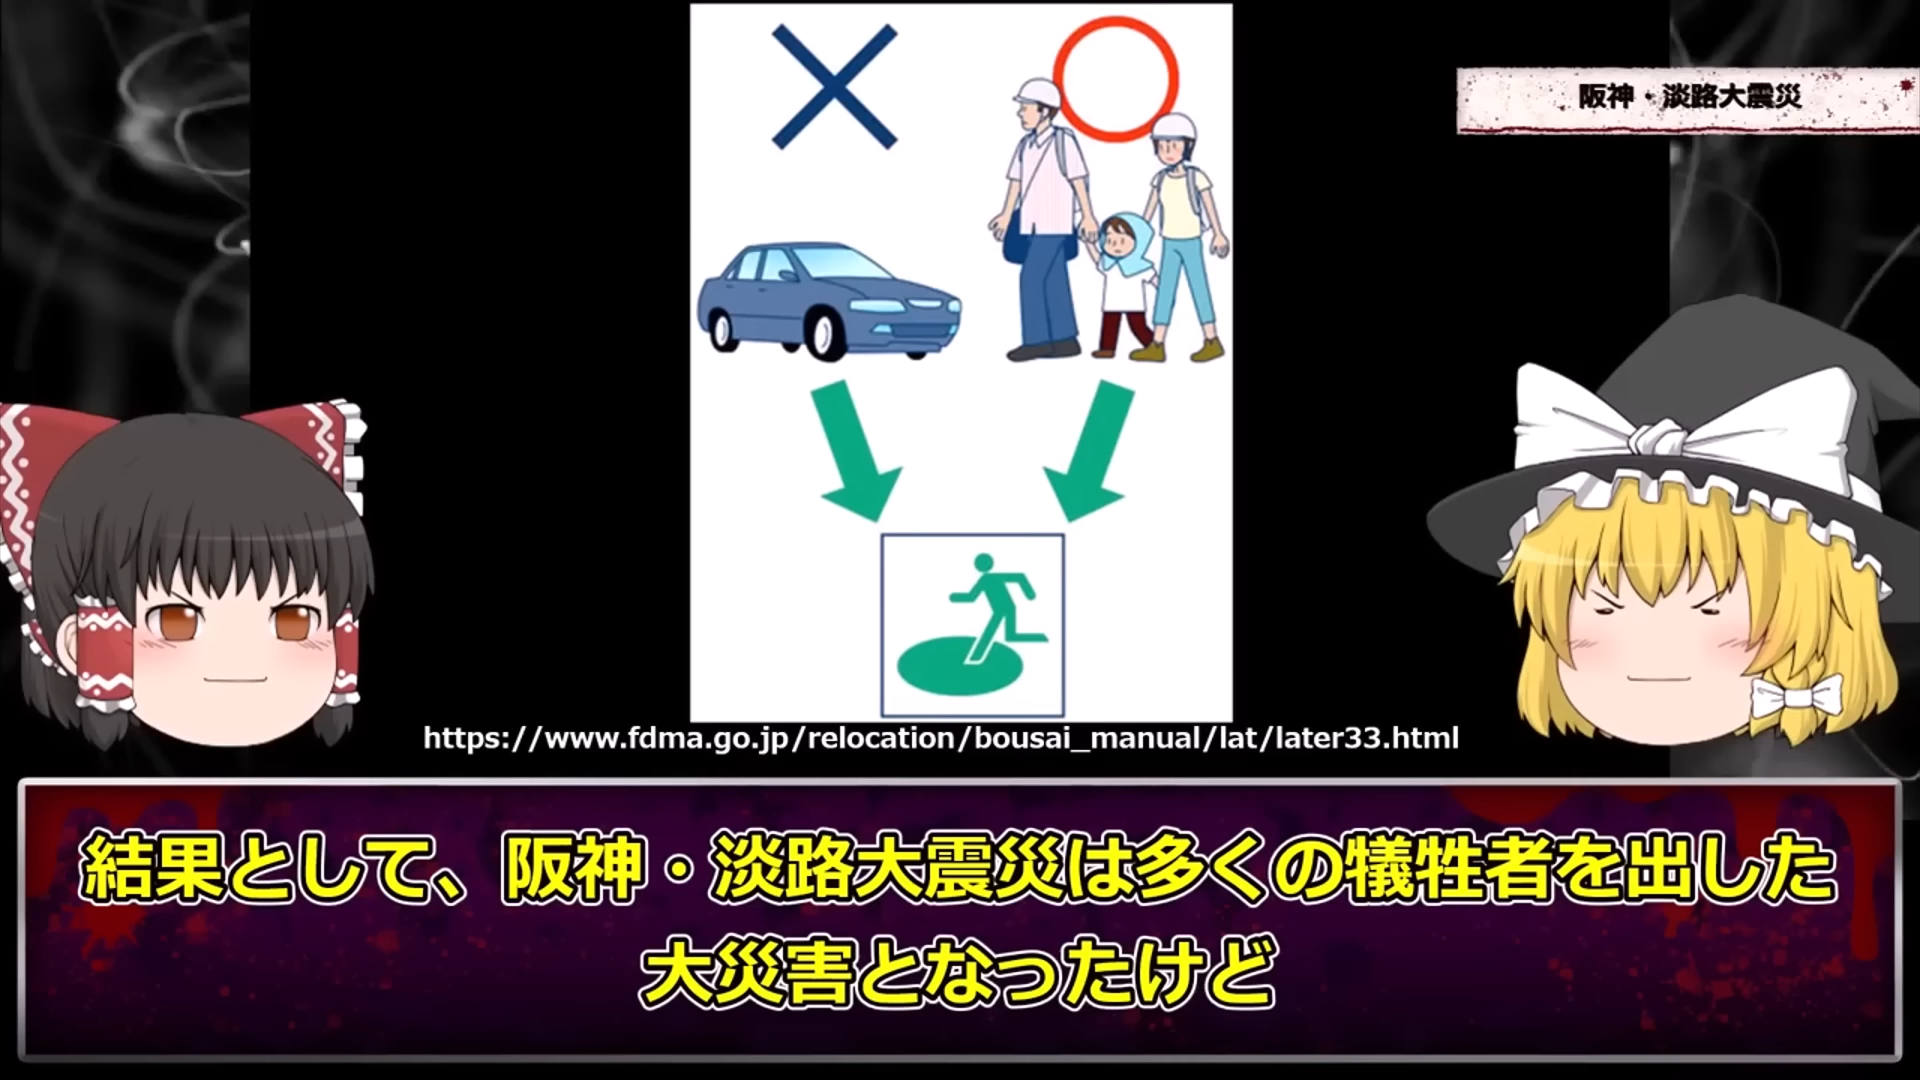 阪神・淡路大震災
https://www.fdma.go.jp/relocation/bousai_manual/lat/later33.html
結果として、阪神・淡路大震災は多くの犠牲者を出した
大災害となったけど